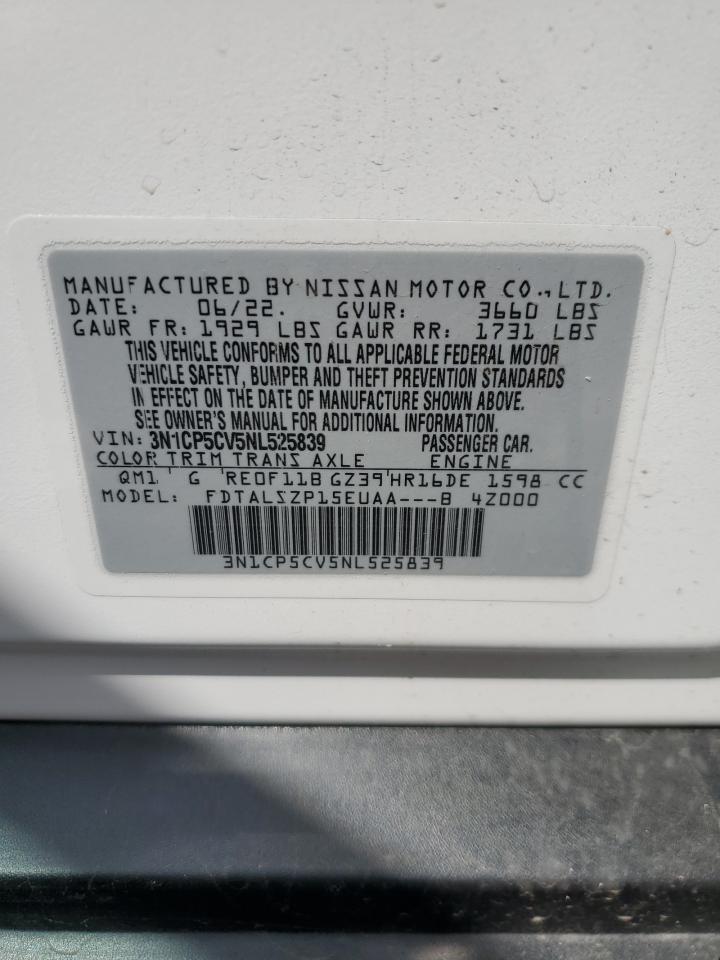 MANUFACTURED BY NISSAN MOTOR CO., LTD.
DATE: 06/22. GVWR: 3660 LBS
GAWR FR: 1929 LBS GAWR RR: 1731 LBS
THIS VEHICLE CONFORMS TO ALL APPLICABLE FEDERAL MOTOR
VEHICLE SAFETY, BUMPER AND THEFT PREVENTION STANDARDS
IN EFFECT ON THE DATE OF MANUFACTURE SHOWN ABOVE.
SEE OWNER'S MANUAL FOR ADDITIONAL INFORMATION.
VIN: 3N1CP5CV5NL525839 PASSENGER CAR.
COLOR TRIM TRANS AXLE ENGINE
QM1 G RE0F11B GZ39 HR16DE 1598 CC
MODEL: FDTALSZP15EUAA---B 4Z000
3N1CP5CV5NL525839